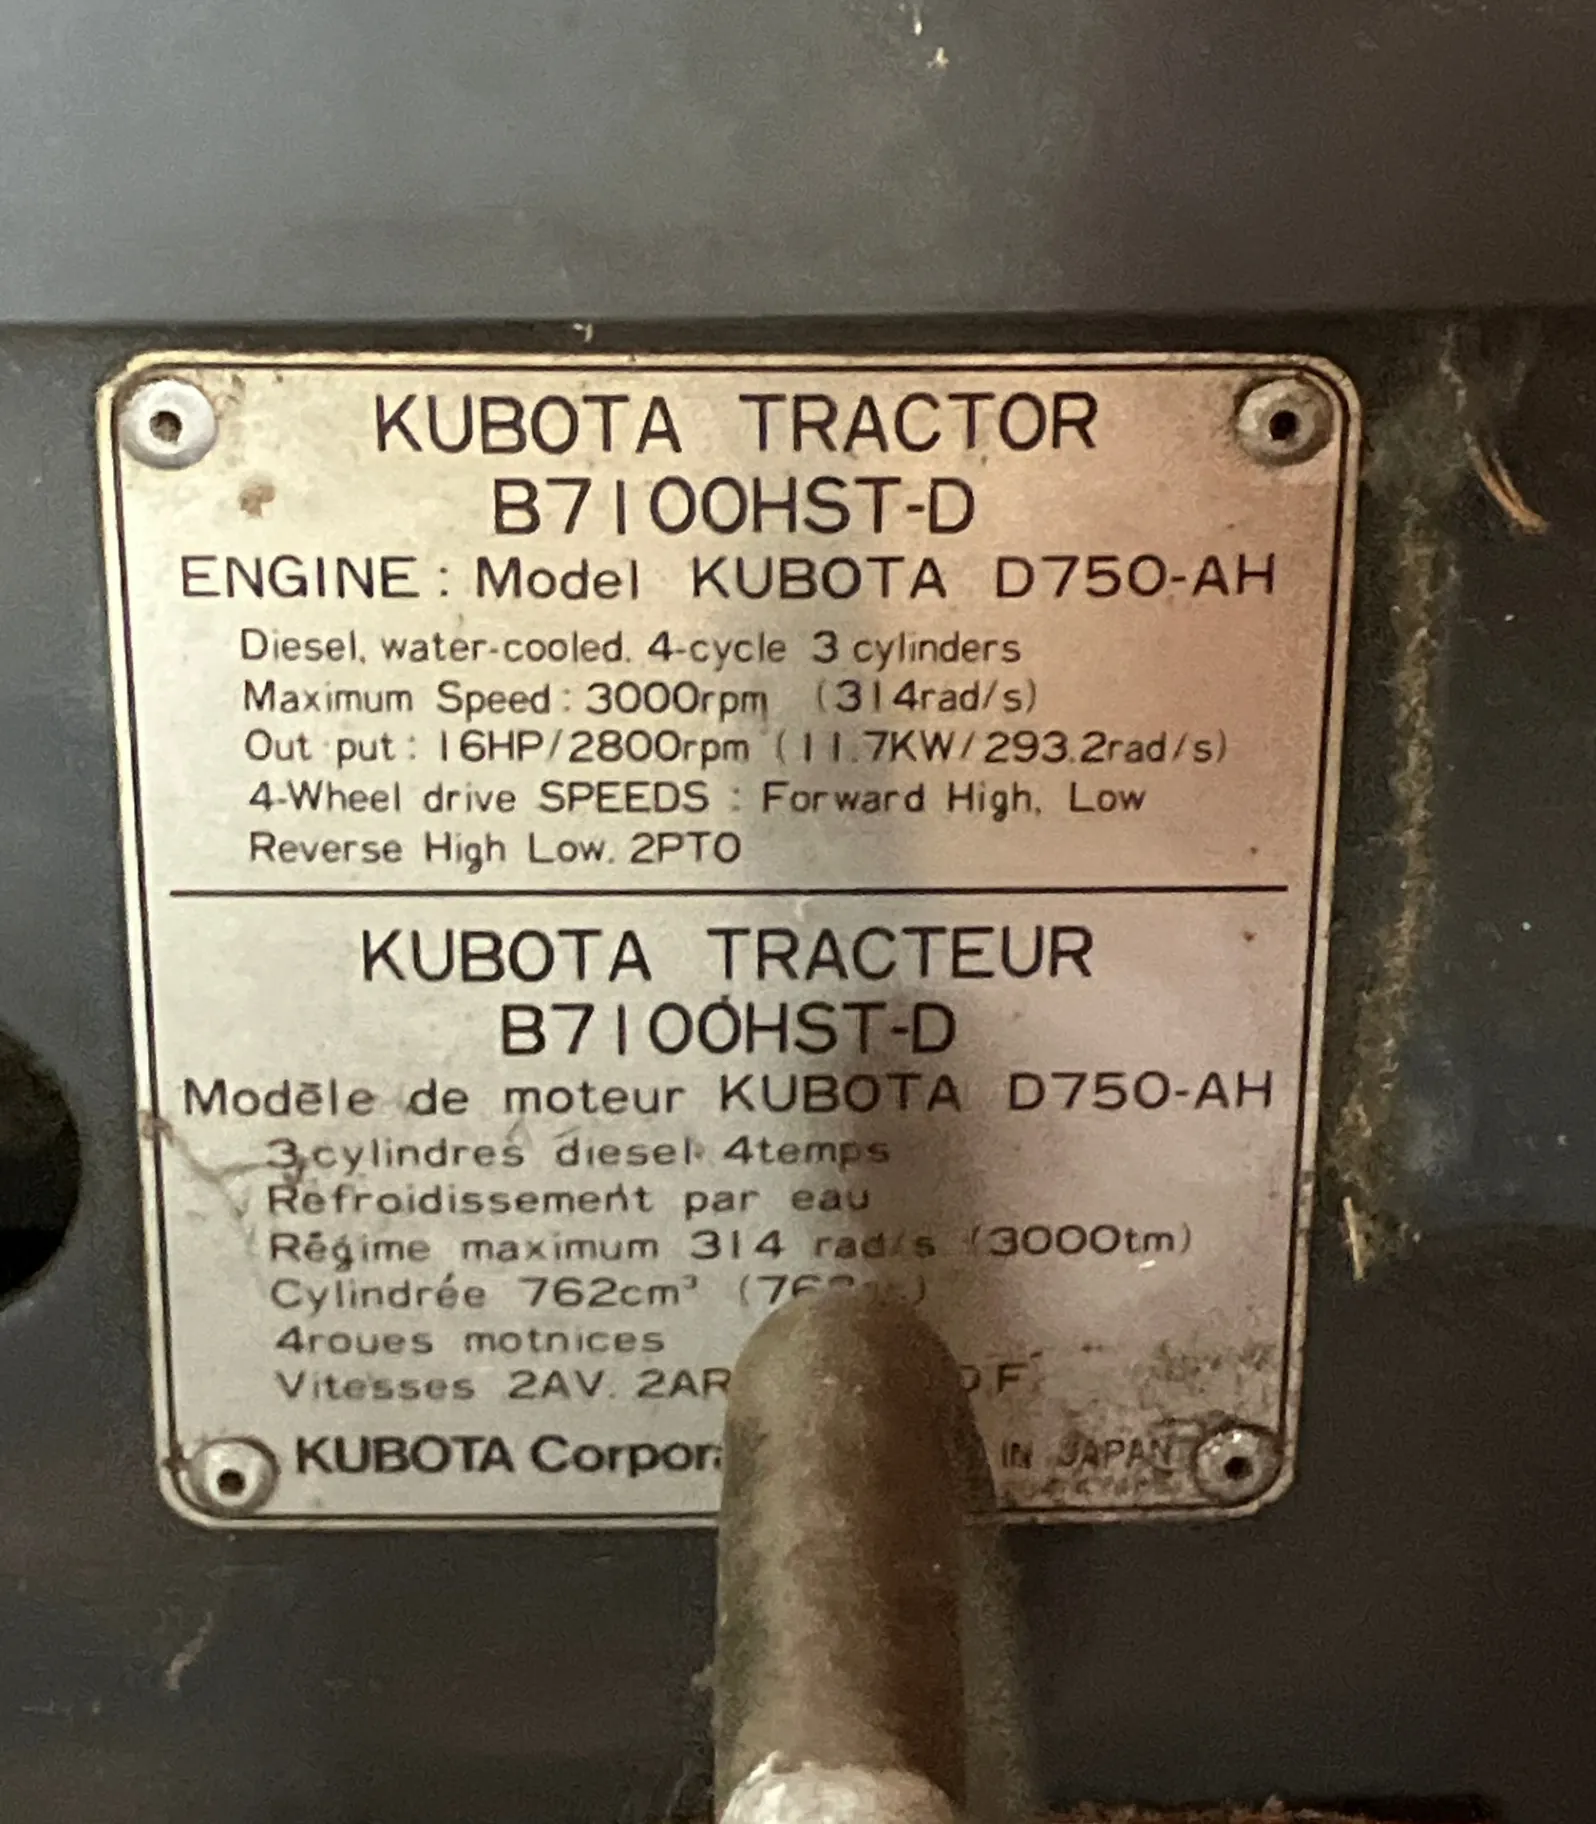 KUBOTA TRACTOR
B7100HST-D
ENGINE: Model KUBOTA D750-AH
Diesel, water-cooled. 4-cycle 3 cylinders
Maximum Speed: 3000rpm (314rad/s)
Out put: 16HP/2800rpm (11.7KW/293.2rad/s)
4-Wheel drive SPEEDS: Forward High, Low
Reverse High Low. 2PTO
KUBOTA TRACTEUR
B7100HST-D
Modēle de moteur KUBOTA D750-AH
3 cylindres diesel 4temps
Refroidissement par eau
Régime maximum 314 rad/s (3000tm)
Cylindrée 762cm³
4roues motnices
Vitesses 2AV. 2AR
KUBOTA IN JAPAN